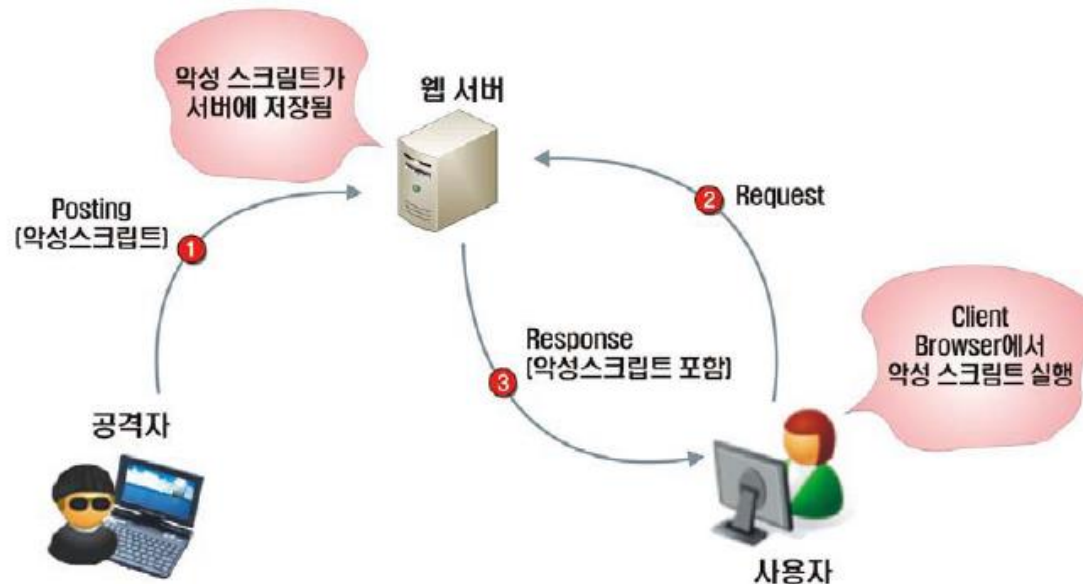 악성 스크립트가
서버에 저장됨
웹 서버
Posting
(악성스크립트)
1
2
Request
Client
Browser에서
악성 스크립트 실행
Response
(악성스크립트 포함)
3
공격자
사용자